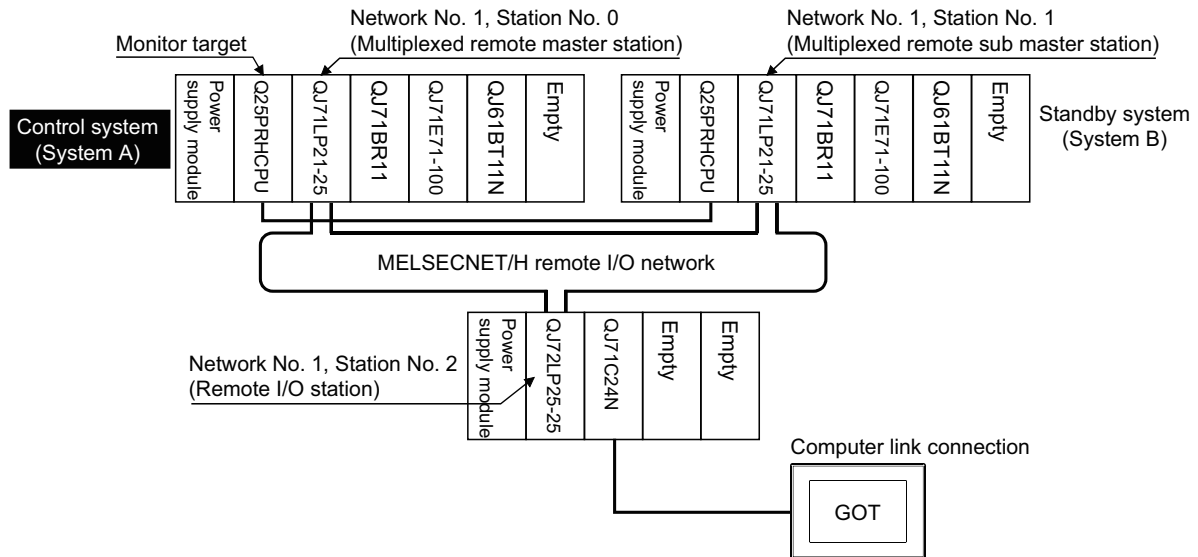 Network No. 1, Station No. 0
(Multiplexed remote master station)
Network No. 1, Station No. 1
(Multiplexed remote sub master station)
Monitor target
Control system
(System A)
Power
supply module
Q25PRHCPU
QJ71LP21-25
QJ71BR11
QJ71E71-100
QJ61BT11N
Empty
Power
supply module
Q25PRHCPU
QJ71LP21-25
QJ71BR11
QJ71E71-100
QJ61BT11N
Empty
Standby system
(System B)
MELSECNET/H remote I/O network
Network No. 1, Station No. 2
(Remote I/O station)
Power
supply module
QJ72LP25-25
QJ71C24N
Empty
Empty
Computer link connection
GOT